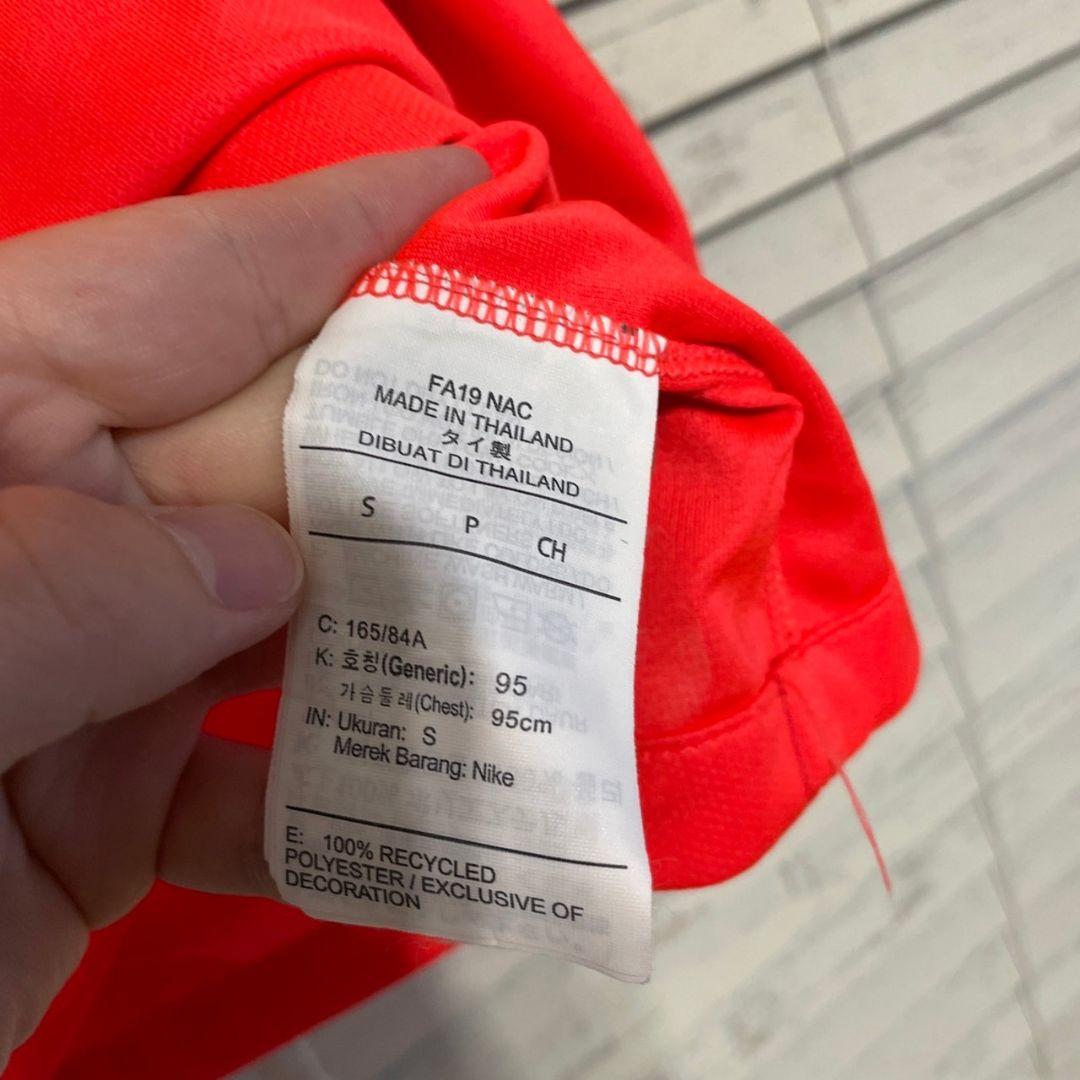 FA19 NAC
MADE IN THAILAND
タイ製
DIBUAT DI THAILAND
S P CH
C: 165/84A
K: 호칭(Generic): 95
가슴둘레(Chest): 95cm
IN: Ukuran: S
Merek Barang: Nike
E: 100% RECYCLED
POLYESTER / EXCLUSIVE OF
DECORATION